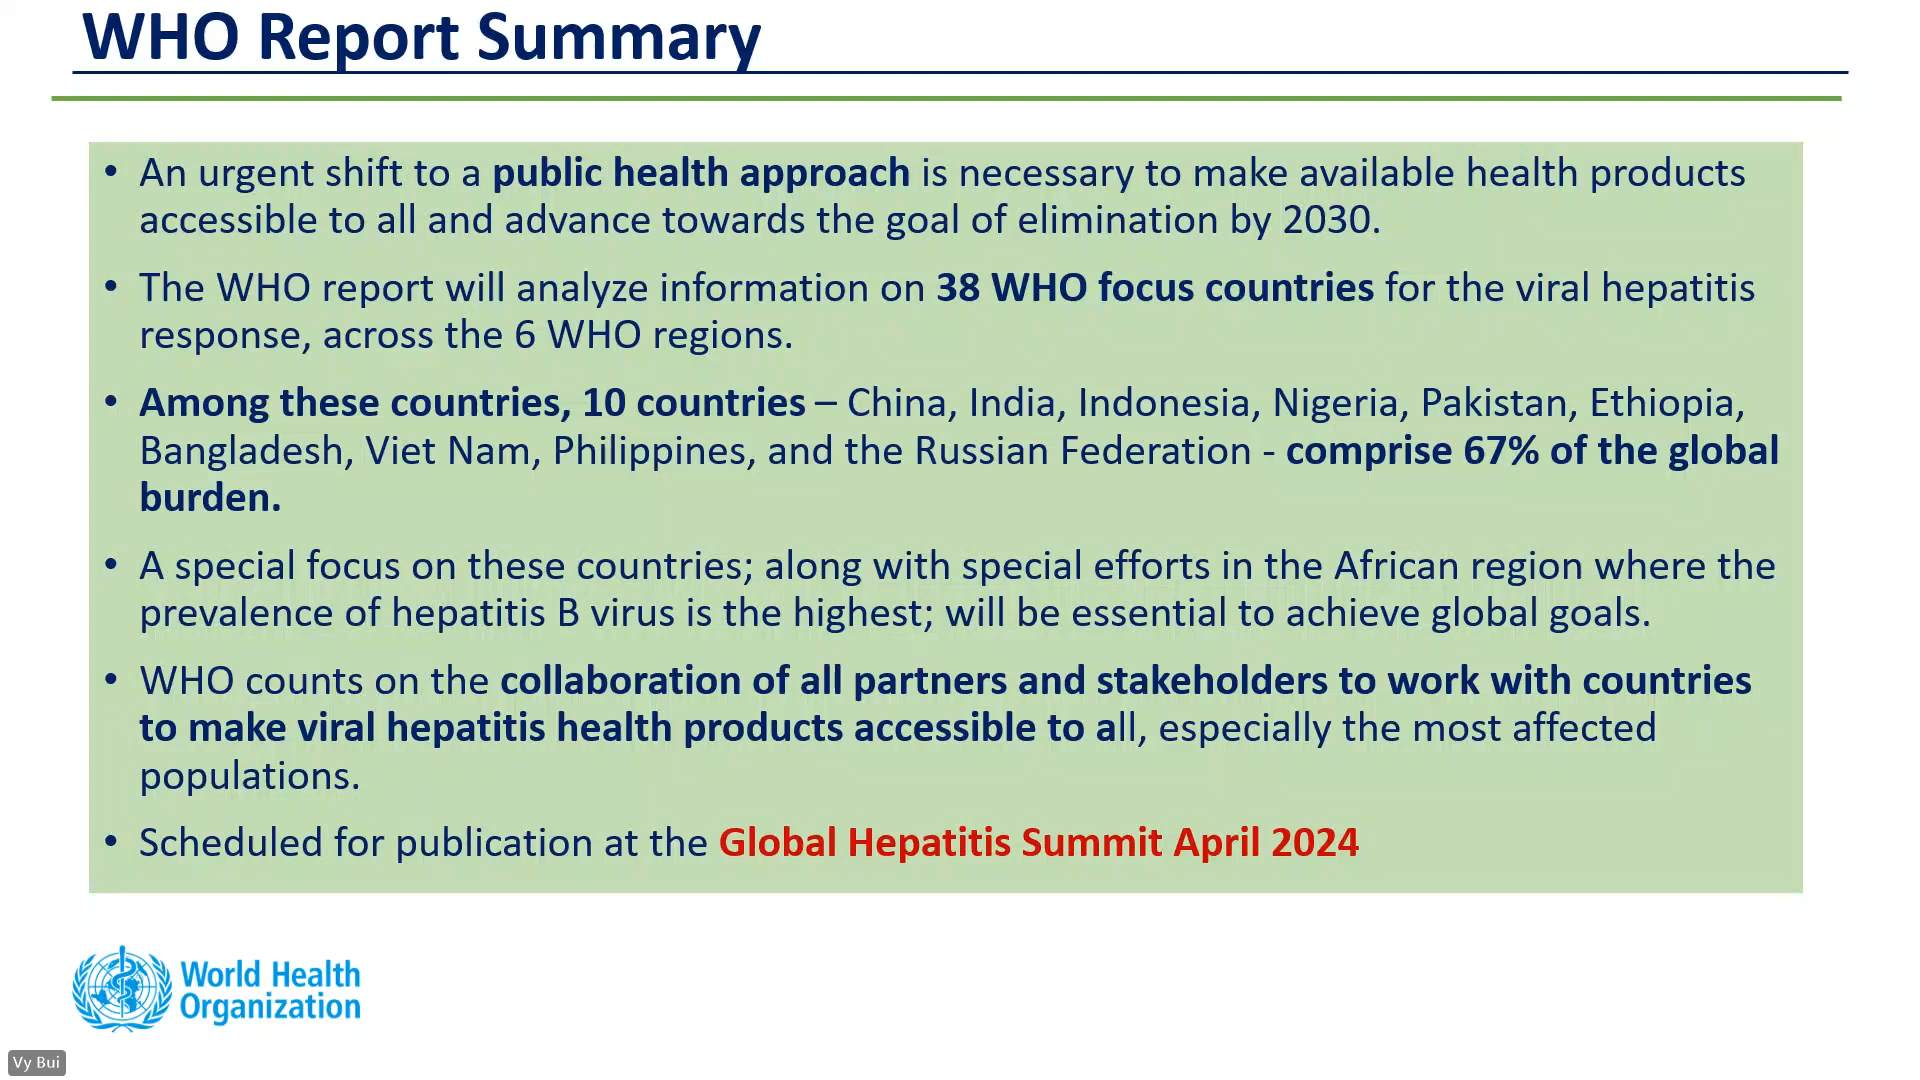 WHO Report Summary
• An urgent shift to a public health approach is necessary to make available health products
accessible to all and advance towards the goal of elimination by 2030.
• The WHO report will analyze information on 38 WHO focus countries for the viral hepatitis
response, across the 6 WHO regions.
• Among these countries, 10 countries – China, India, Indonesia, Nigeria, Pakistan, Ethiopia,
Bangladesh, Viet Nam, Philippines, and the Russian Federation - comprise 67% of the global
burden.
• A special focus on these countries; along with special efforts in the African region where the
prevalence of hepatitis B virus is the highest; will be essential to achieve global goals.
• WHO counts on the collaboration of all partners and stakeholders to work with countries
to make viral hepatitis health products accessible to all, especially the most affected
populations.
• Scheduled for publication at the Global Hepatitis Summit April 2024
World Health
Organization
Vy Bui